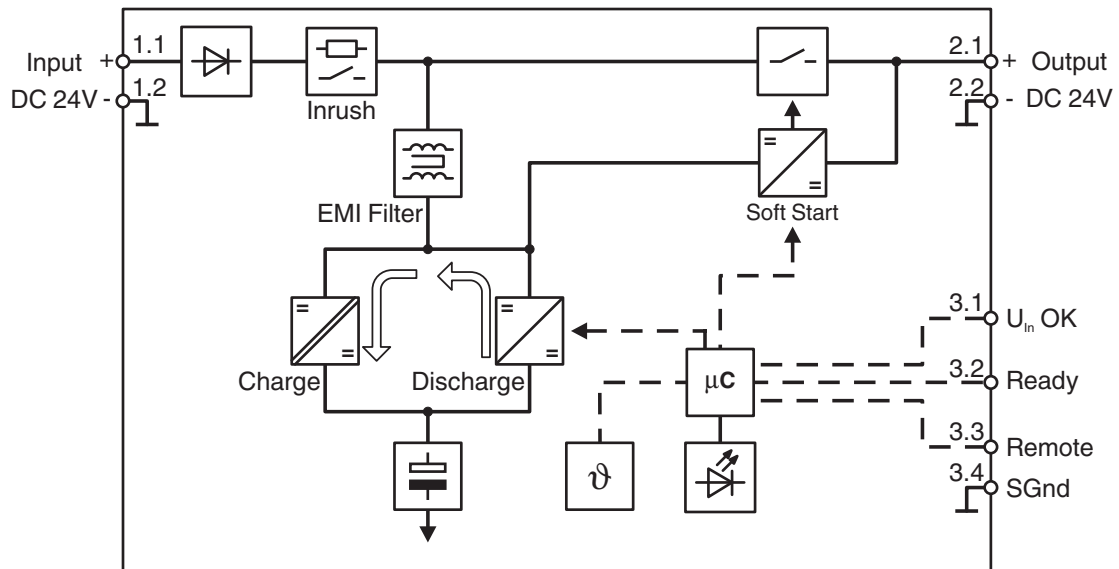 1.1
Input +
1.2
DC 24V -
Inrush
2.1
+ Output
2.2
- DC 24V
EMI Filter
=
=
Soft Start
=
=
Charge
=
=
Discharge
μC
ϑ
3.1
U_In OK
3.2
Ready
3.3
Remote
3.4
SGnd